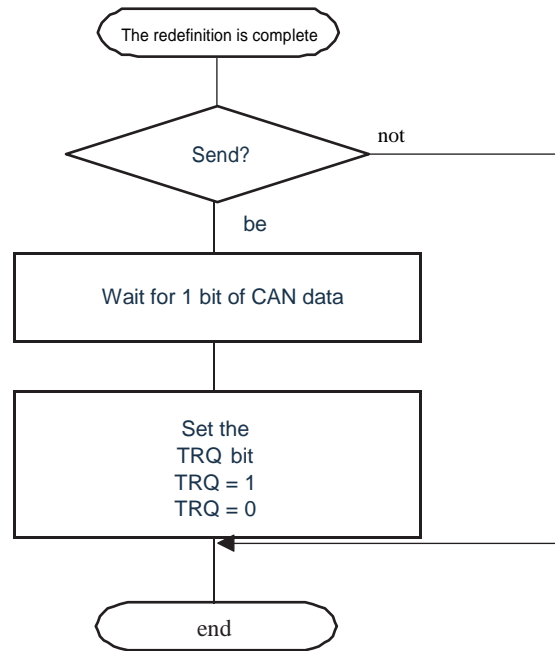 The redefinition is complete
Send?
not
be
Wait for 1 bit of CAN data
Set the
TRQ bit
TRQ = 1
TRQ = 0
end